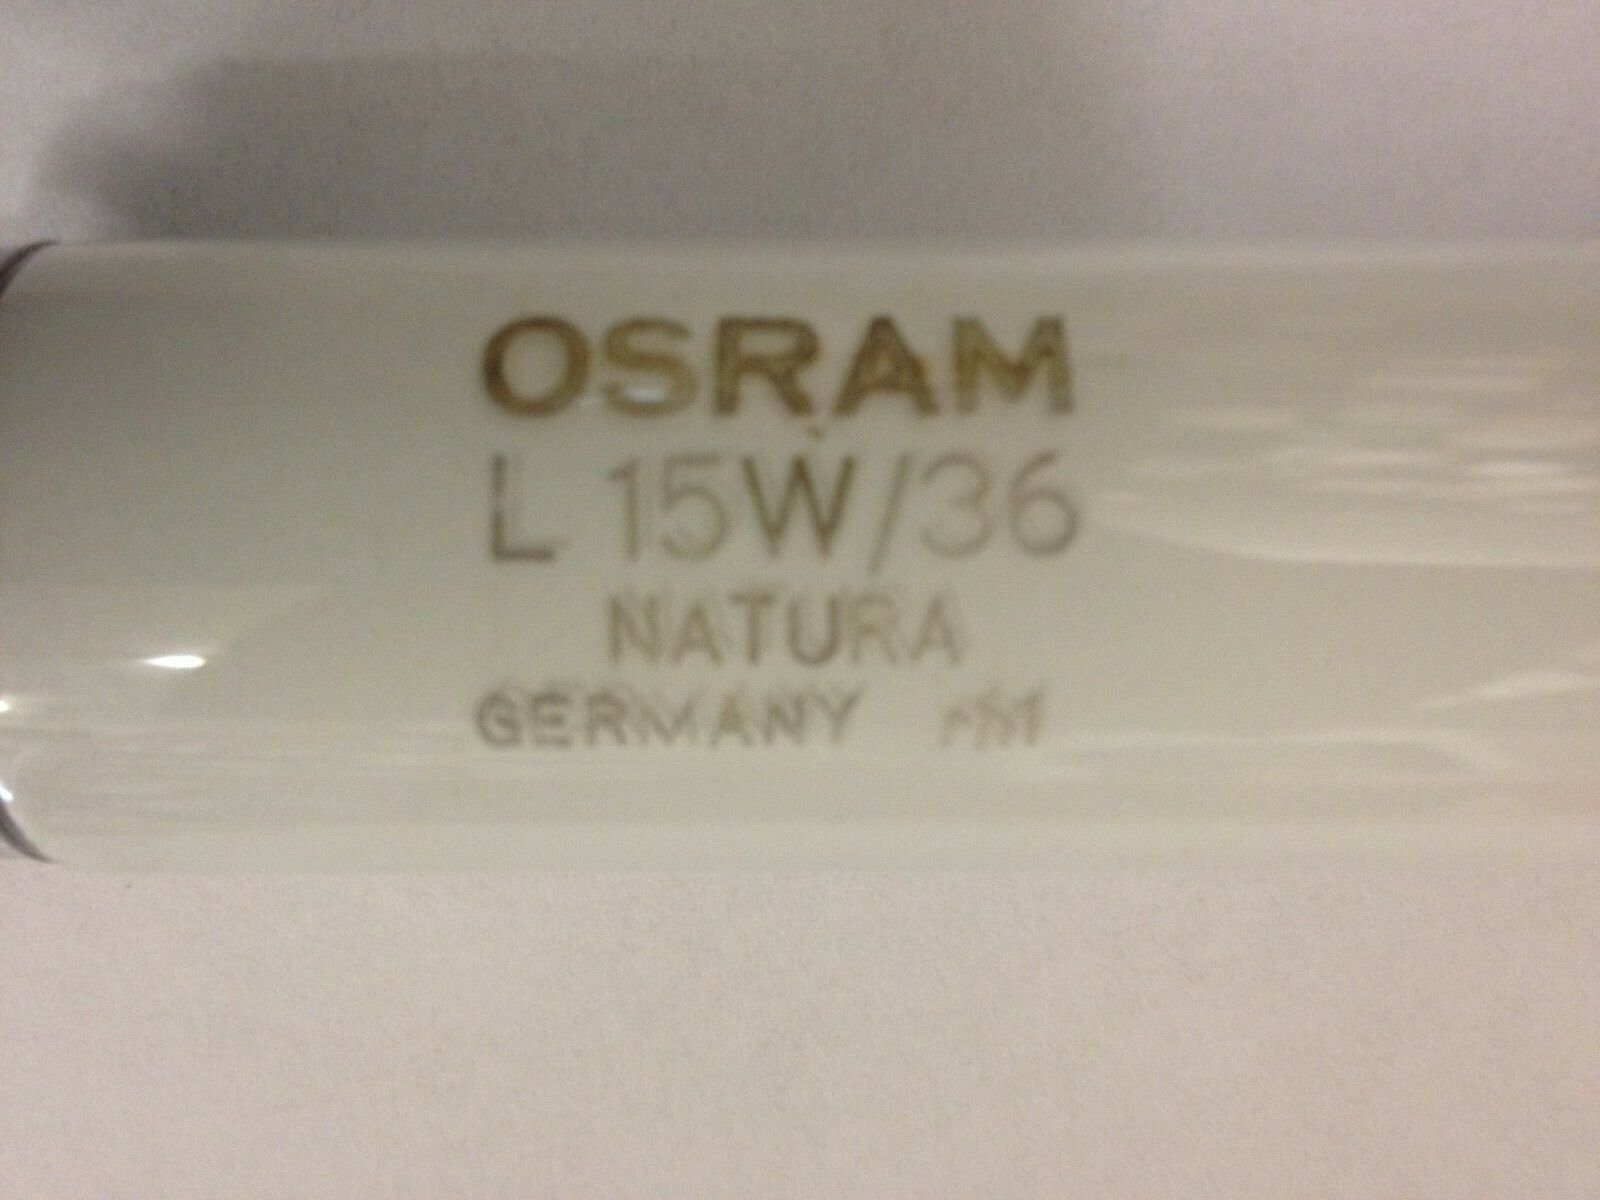 OSRAM
L 15W/36
NATURA
GERMANY